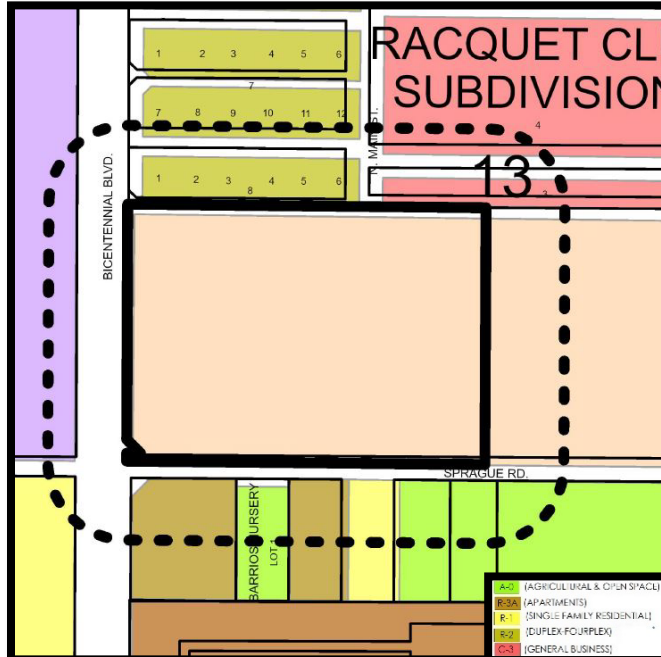 RACQUET CL
SUBDIVISION
1 2 3 4 5 6
7
7 8 9 10 11 12
4
N. MAIN ST.
13
3
1 2 3 4 5 6
8
BICENTENNIAL BLVD.
SPRAGUE RD.
BARRIOS NURSERY
LOT 1
A-O (AGRICULTURAL & OPEN SPACE)
R-3A (APARTMENTS)
R-1 (SINGLE FAMILY RESIDENTIAL)
R-2 (DUPLEX-FOURPLEX)
C-3 (GENERAL BUSINESS)